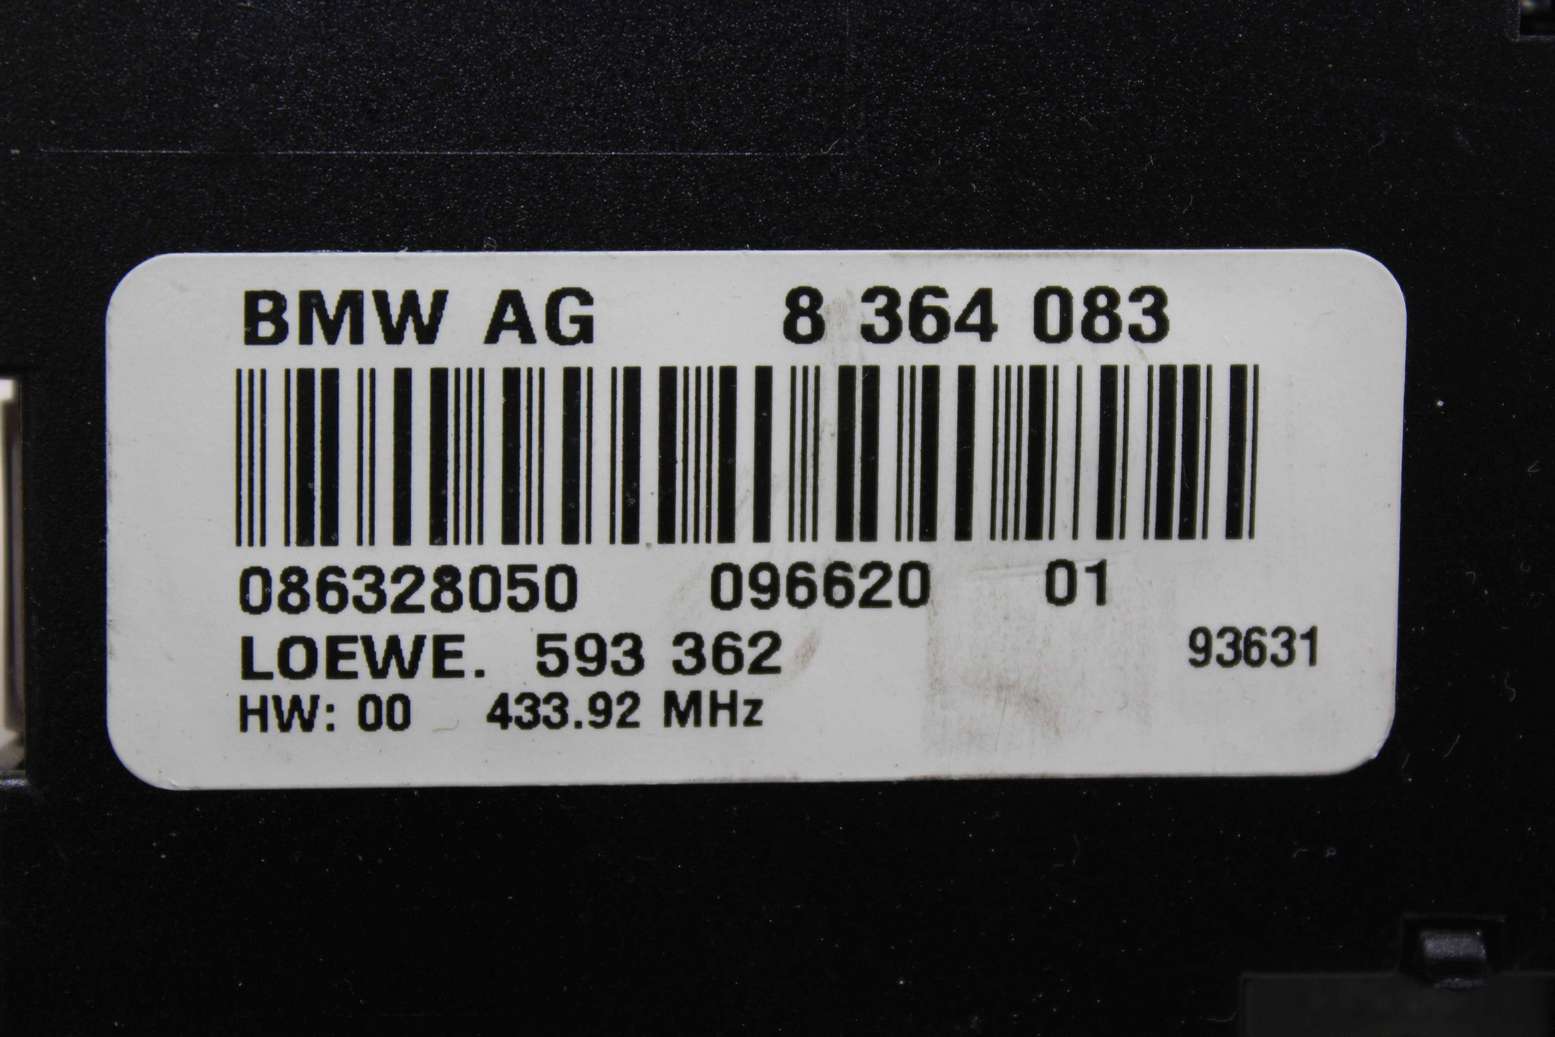 BMW AG 8 364 083
086328050 096620 01
LOEWE. 593 362 93631
HW: 00 433.92 MHz